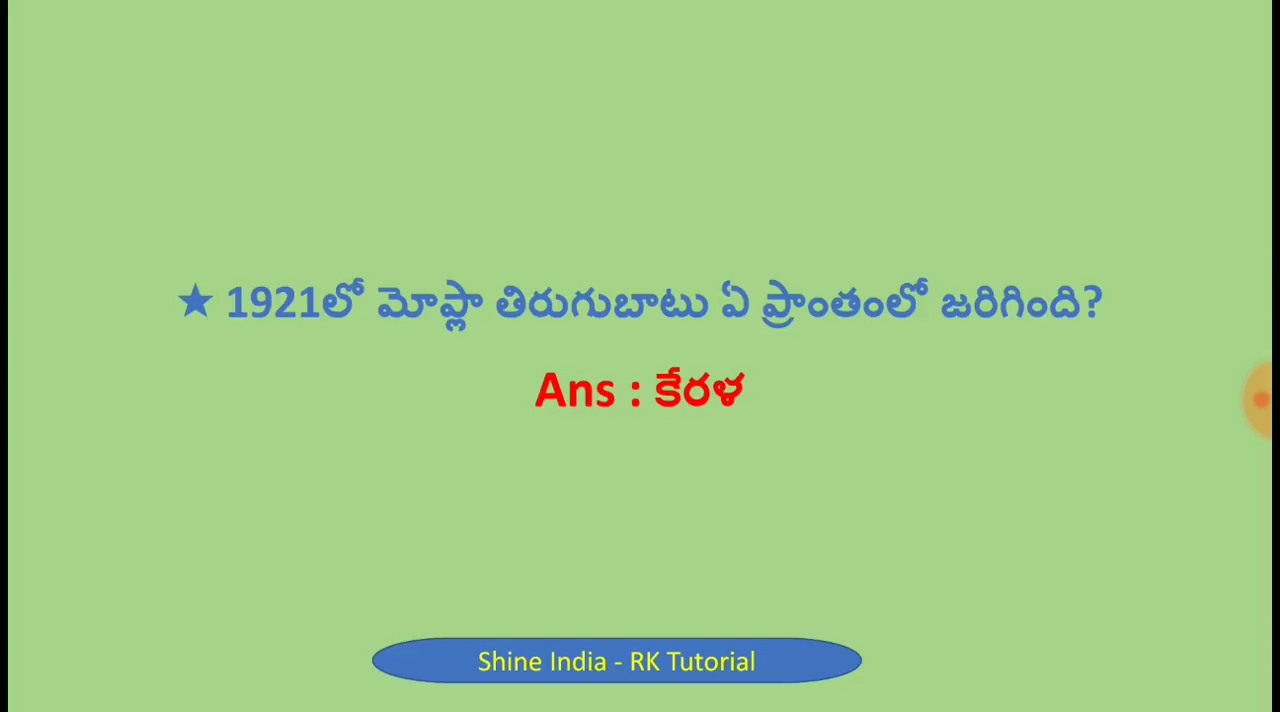 ★ 1921లో మోప్లా తిరుగుబాటు ఏ ప్రాంతంలో జరిగింది?
Ans : కేరళ
Shine India - RK Tutorial